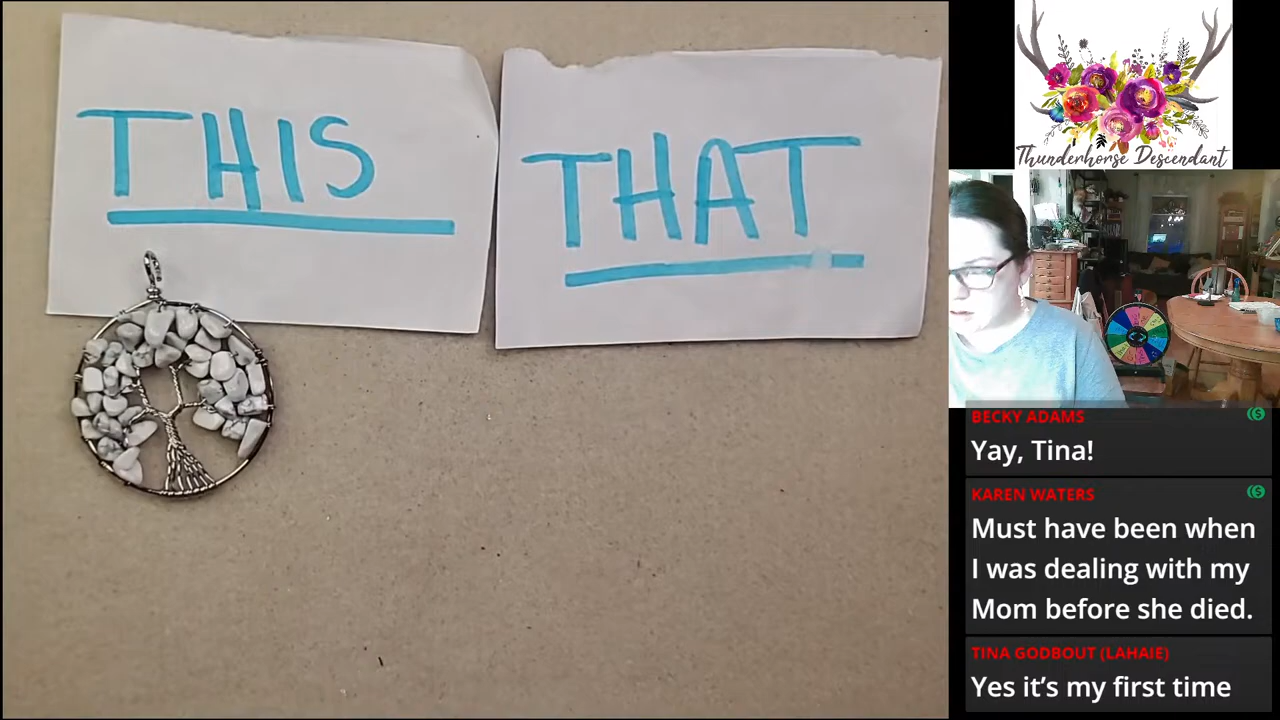 THIS
THAT
Thunderhorse Descendant
BECKY ADAMS
Yay, Tina!
KAREN WATERS
Must have been when
I was dealing with my
Mom before she died.
TINA GODBOUT (LAHAIE)
Yes it's my first time